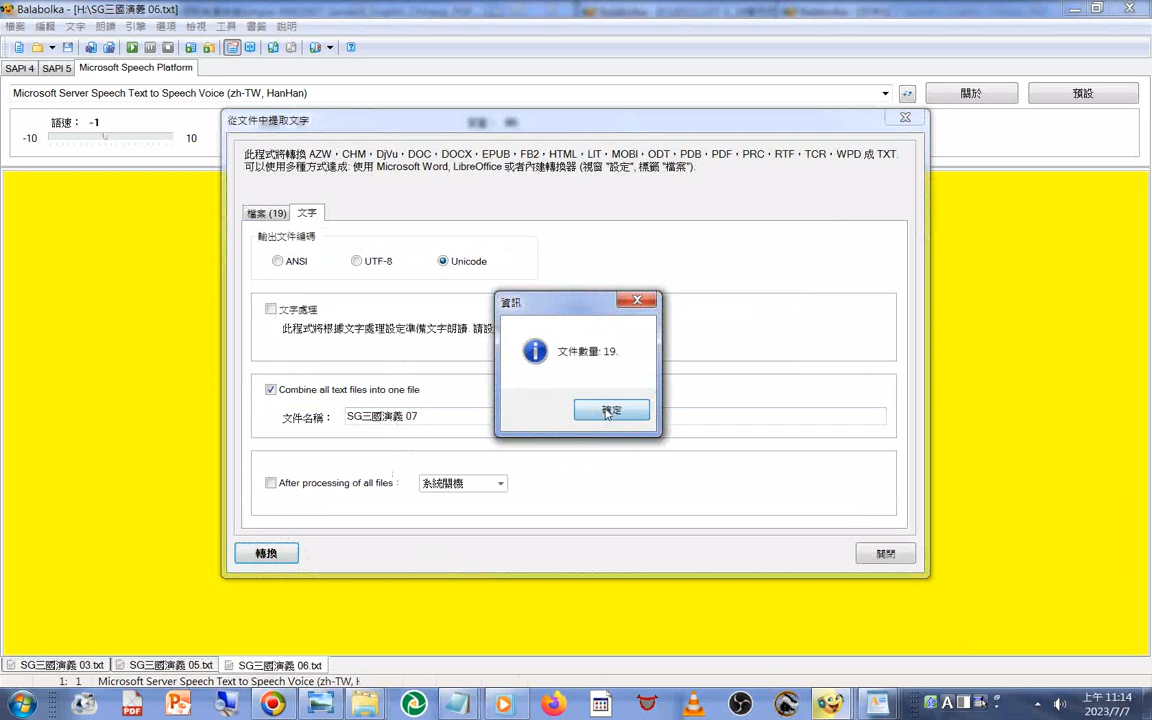 Balabolka - [H:\SG三國演義 06.txt]
檔案 編輯 文字 朗讀 引擎 選項 檢視 工具 書籤 說明
SAPI 4 SAPI 5 Microsoft Speech Platform
Microsoft Server Speech Text to Speech Voice (zh-TW, HanHan) 關於 預設
語速： -1
-10 10
從文件中提取文字
此程式將轉換 AZW，CHM，DjVu，DOC，DOCX，EPUB，FB2，HTML，LIT，MOBI，ODT，PDB，PDF，PRC，RTF，TCR，WPD 成 TXT.
可以使用多種方式達成: 使用 Microsoft Word, LibreOffice 或者內建轉換器 (視窗 "設定", 標籤 "檔案").
檔案 (19) 文字
輸出文件編碼
ANSI UTF-8 Unicode
資訊
文字處理
此程式將根據文字處理設定準備文字朗讀. 請設
文件數量: 19.
Combine all text files into one file
確定
文件名稱： SG三國演義 07
After processing of all files： 系統關機
轉換 關閉
SG三國演義 03.txt SG三國演義 05.txt SG三國演義 06.txt
1: 1 Microsoft Server Speech Text to Speech Voice (zh-TW, H
上午 11:14
2023/7/7